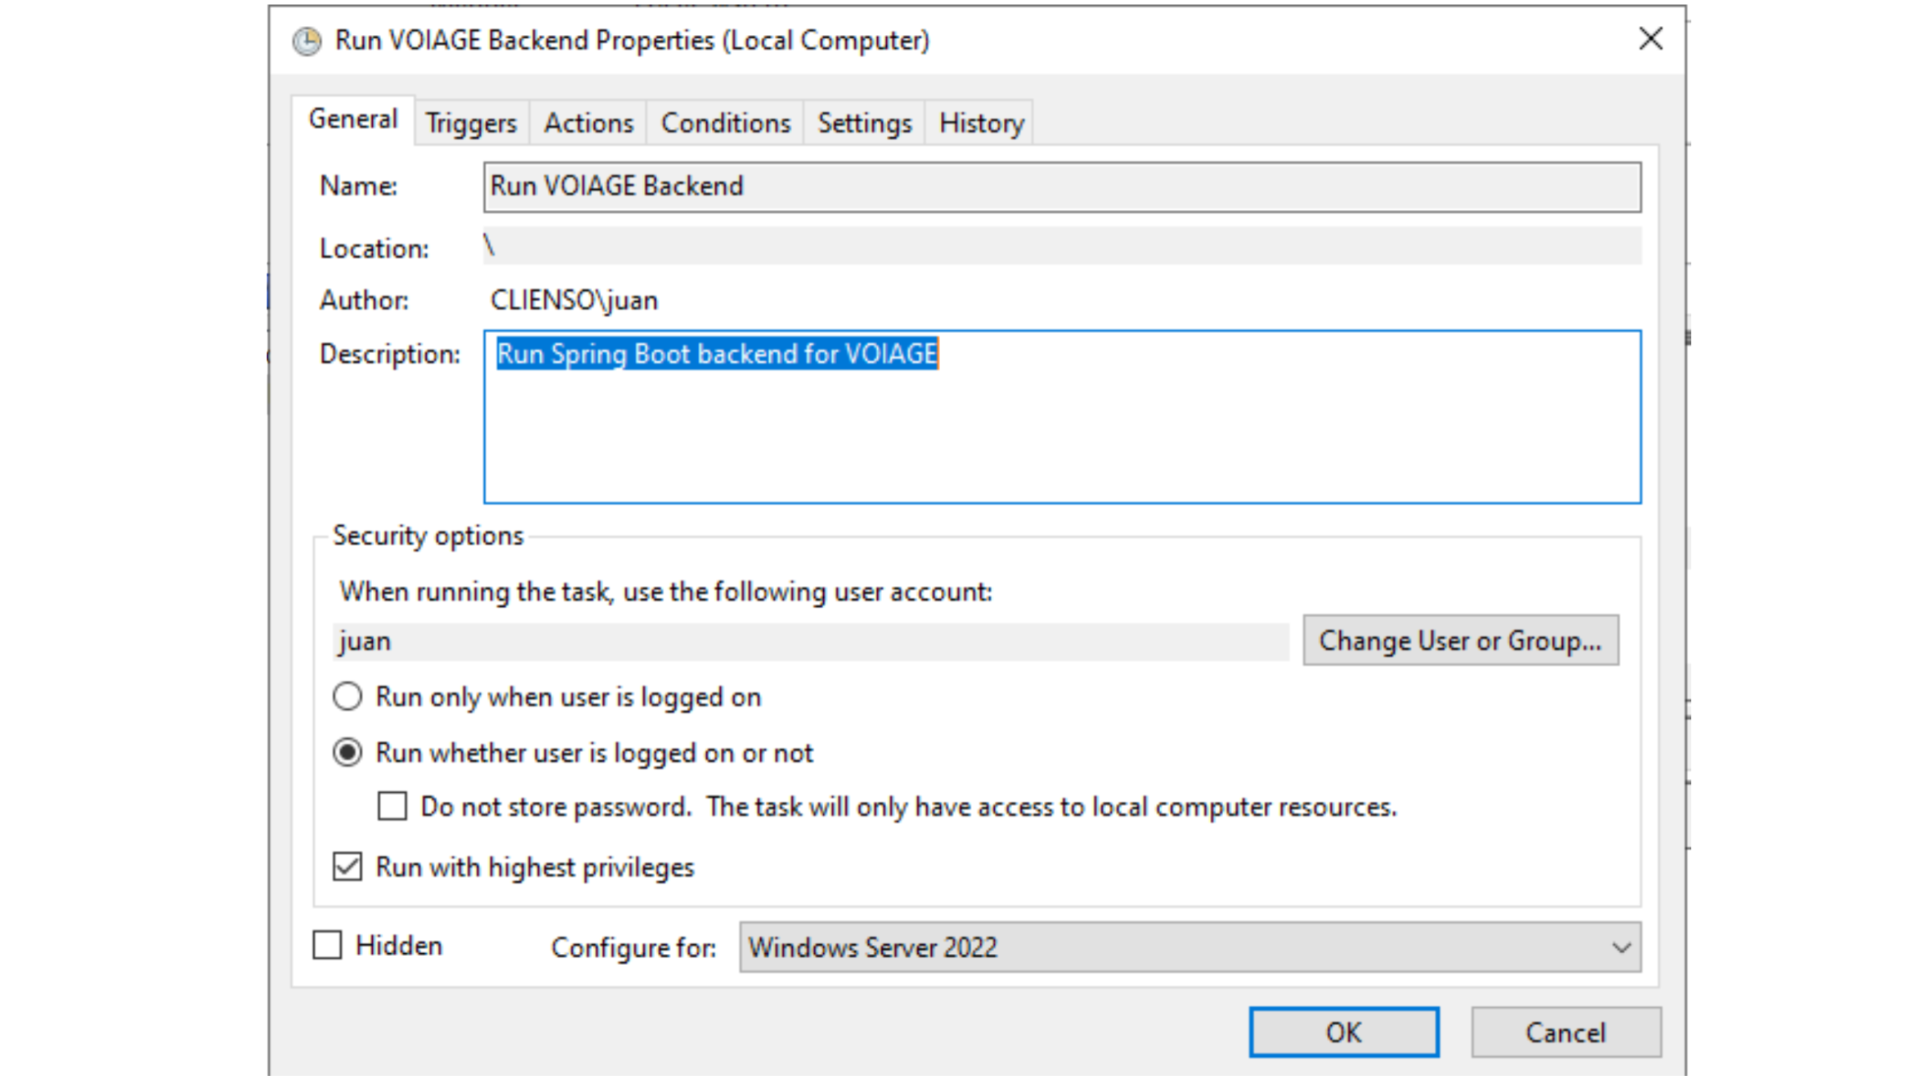 Run VOIAGE Backend Properties (Local Computer)
General Triggers Actions Conditions Settings History
Name: Run VOIAGE Backend
Location: \
Author: CLIENSO\juan
Description: Run Spring Boot backend for VOIAGE
Security options
When running the task, use the following user account:
juan Change User or Group...
Run only when user is logged on
Run whether user is logged on or not
Do not store password. The task will only have access to local computer resources.
Run with highest privileges
Hidden Configure for: Windows Server 2022
OK Cancel